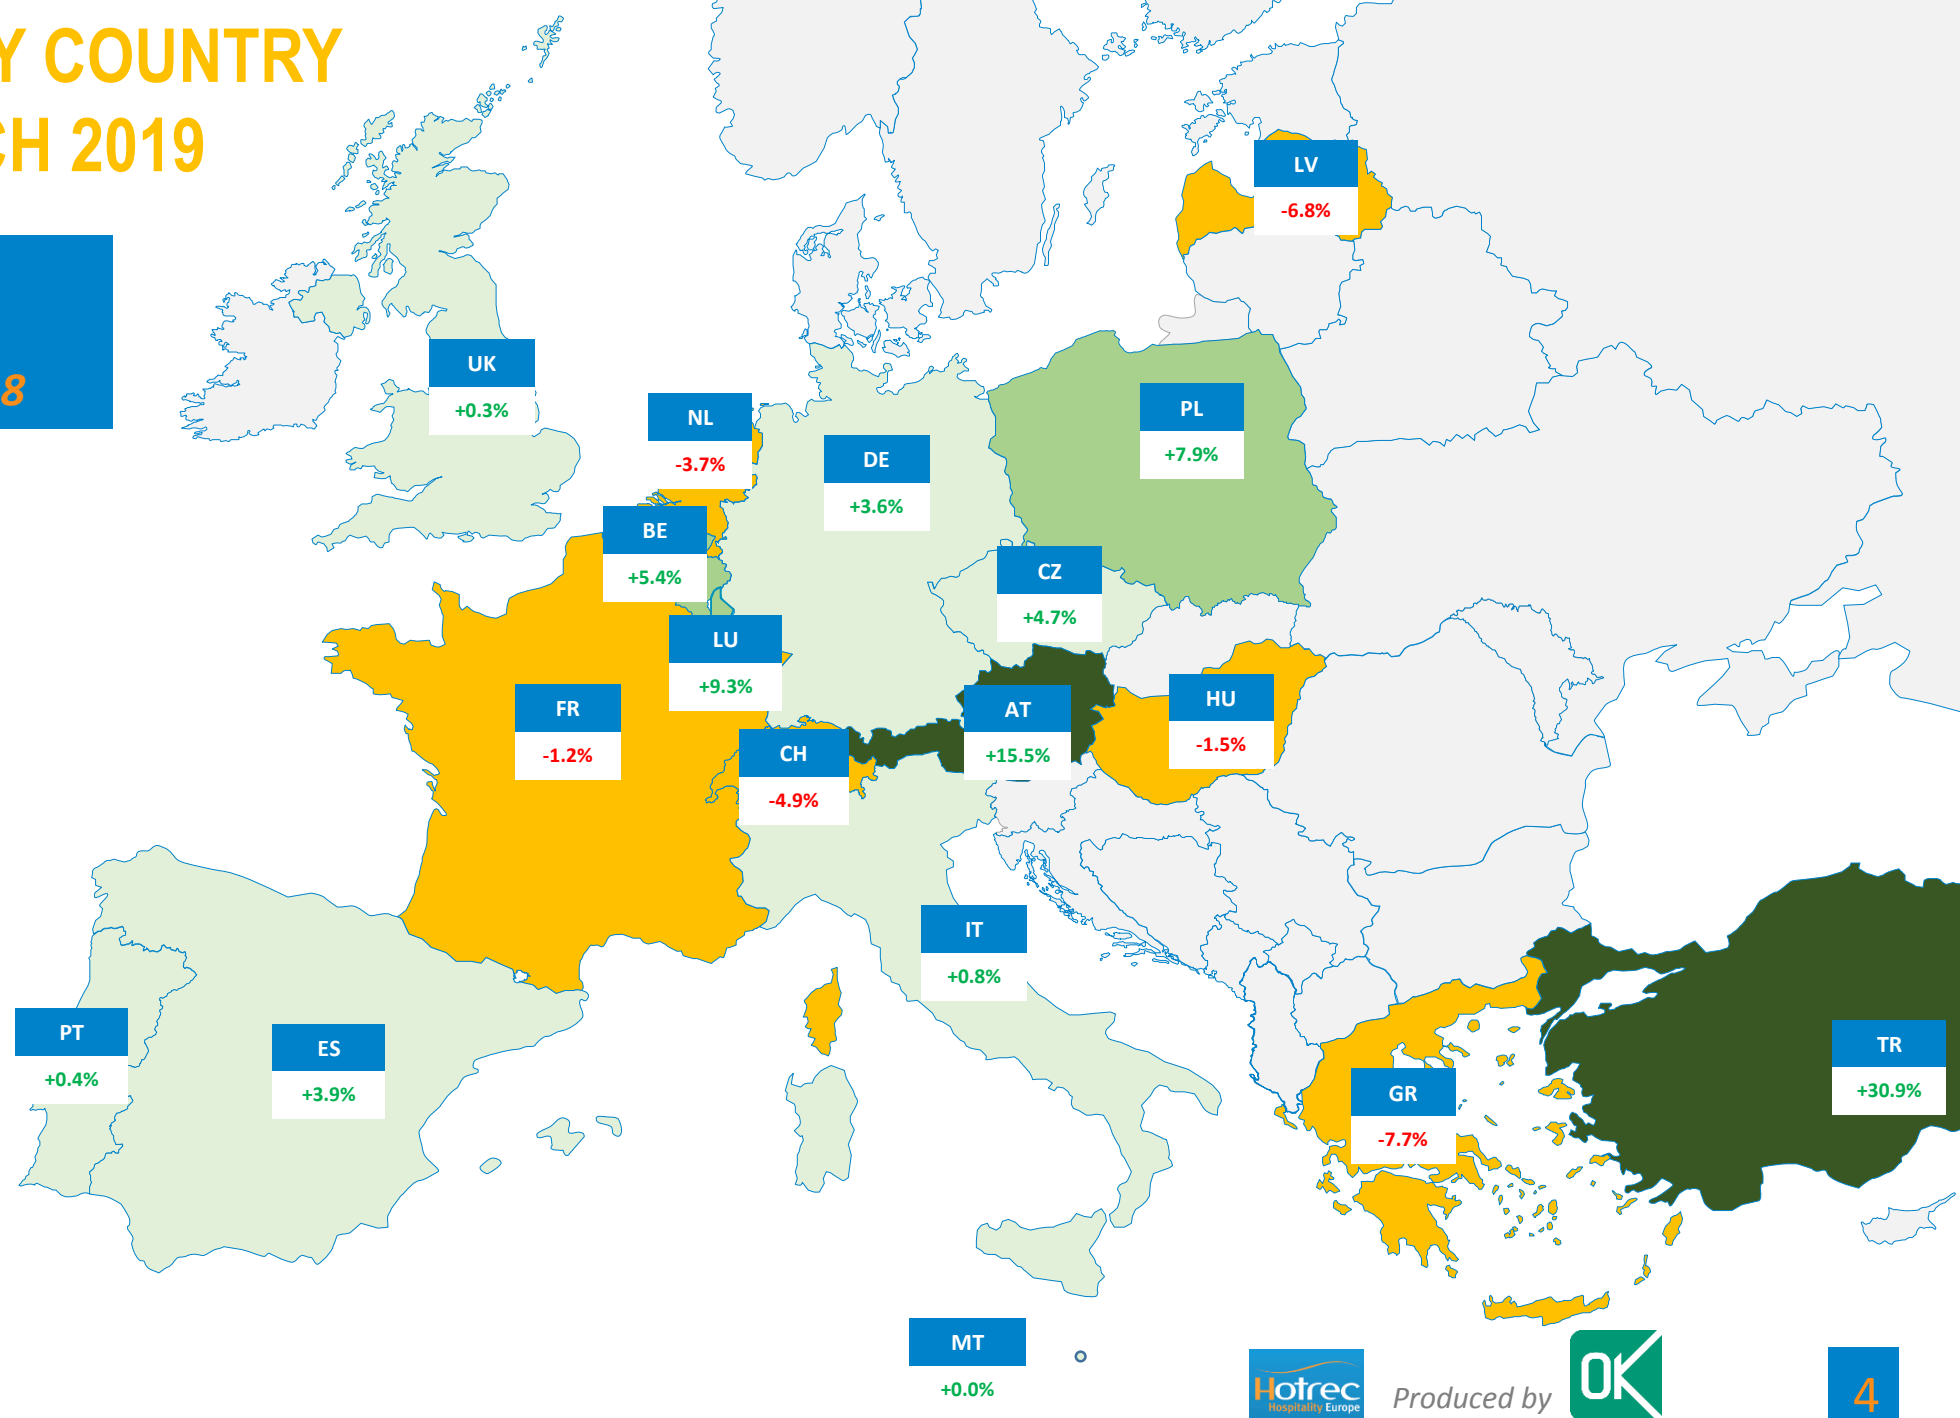 Y COUNTRY
CH 2019
8
LV
-6.8%
UK
+0.3%
NL
-3.7%
PL
+7.9%
DE
+3.6%
BE
+5.4%
CZ
+4.7%
LU
+9.3%
FR
-1.2%
AT
+15.5%
HU
-1.5%
CH
-4.9%
IT
+0.8%
PT
+0.4%
ES
+3.9%
TR
+30.9%
GR
-7.7%
MT
+0.0%
Hotrec
Hospitality Europe
Produced by
OK
4